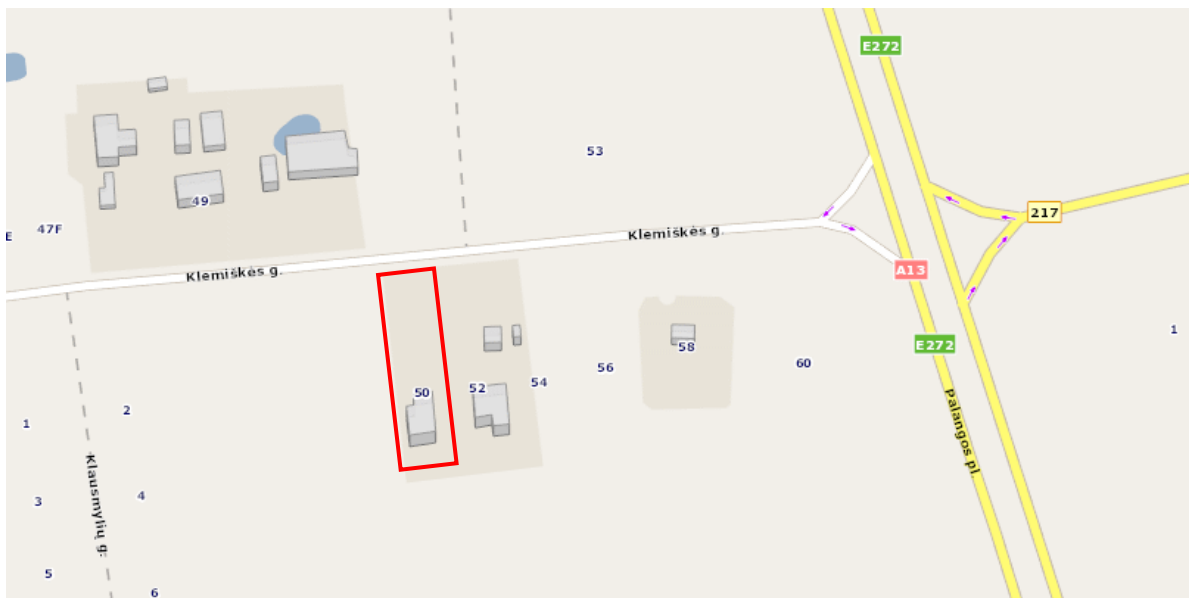 E272
53
49
217
47F
E
Klemiškės g.
Klemiškės g.
A13
1
E272
58
60
56
54
52
50
2
1
Palangos pl.
Klausmylių g.
4
3
5
6